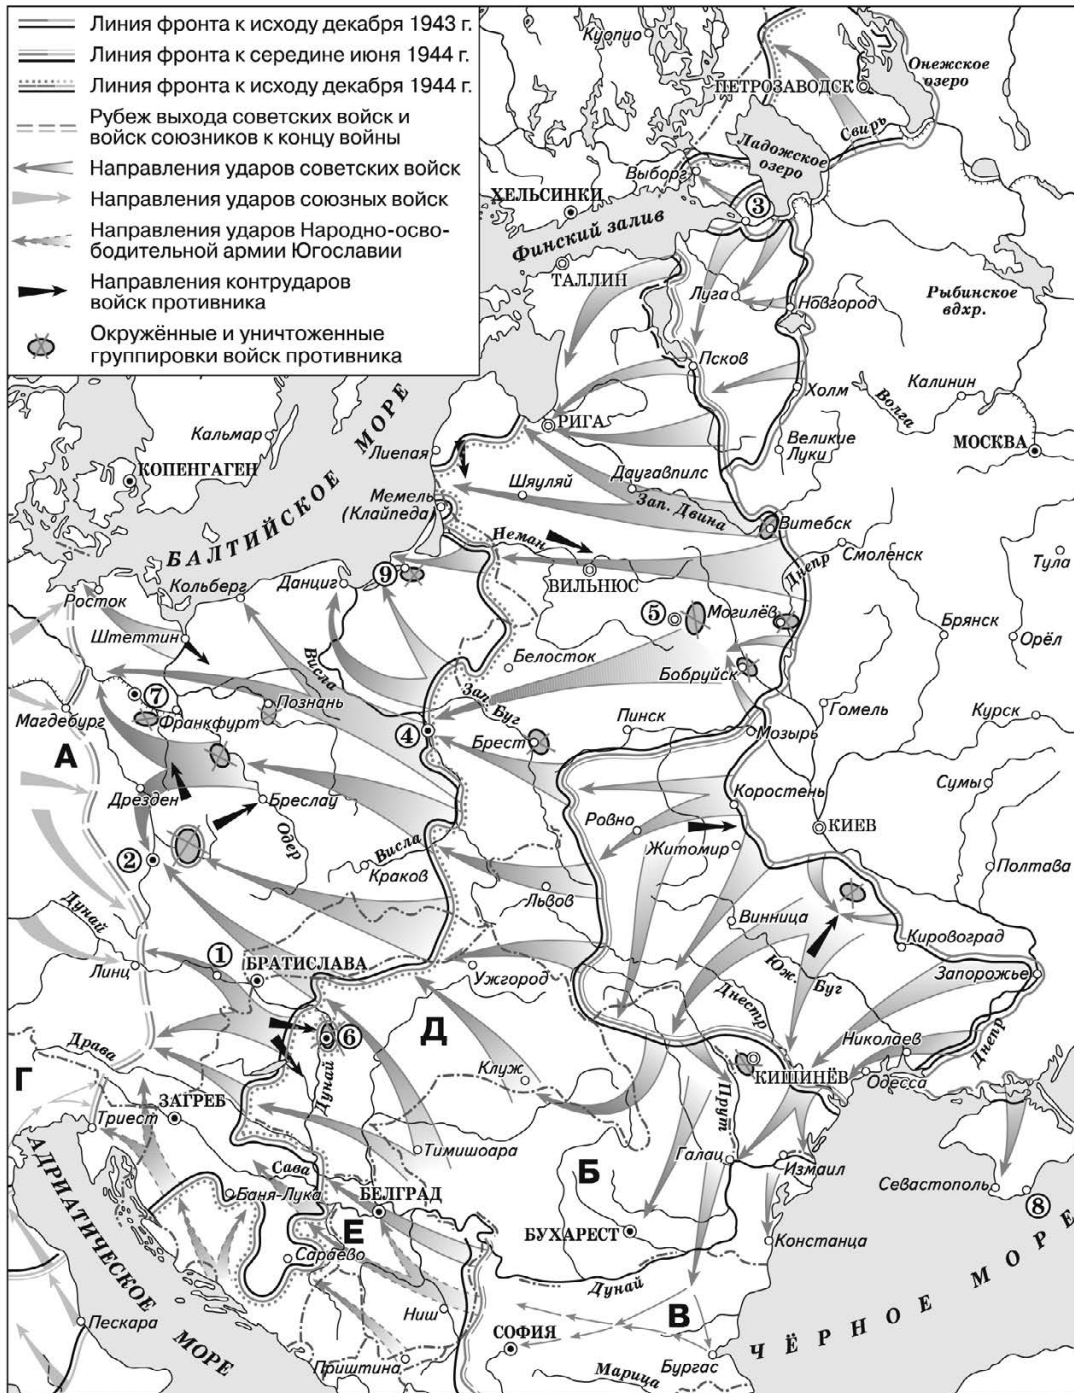 Линия фронта к исходу декабря 1943 г.
Линия фронта к середине июня 1944 г.
Линия фронта к исходу декабря 1944 г.
Рубеж выхода советских войск и
войск союзников к концу войны
Направления ударов советских войск
Направления ударов союзных войск
Направления ударов Народно-осво-
бодительной армии Югославии
Направления контрударов
войск противника
Окружённые и уничтоженные
группировки войск противника
Куопио
Онежское
озеро
ПЕТРОЗАВОДСК
Свирь
Ладожское
озеро
Выборг
ХЕЛЬСИНКИ
3
Финский залив
ТАЛЛИН
Луга
Новгород
Рыбинское
вдхр.
Псков
Холм
Калинин
Волга
Кальмар
РИГА
Великие
Луки
МОСКВА
Лиепая
КОПЕНГАГЕН
Шяуляй
Даугавпилс
Зап. Двина
Мемель
(Клайпеда)
Витебск
БАЛТИЙСКОЕ МОРЕ
Неман
Смоленск
Днепр
Тула
9
ВИЛЬНЮС
Данциг
Кольберг
Росток
5
Могилёв
Брянск
Орёл
Штеттин
Белосток
Бобруйск
Висла
Зап. Буг
7
Познань
Франкфурт
Магдебург
4
Брест
Пинск
Гомель
Курск
Мозырь
А
Дрезден
Бреслау
Коростень
Сумы
Одер
Ровно
КИЕВ
Житомир
2
Висла
Краков
Полтава
Львов
Дунай
Винница
Кировоград
Линц
1
БРАТИСЛАВА
Ужгород
Юж. Буг
Запорожье
Днестр
Д
6
Драва
Николаев
Днепр
Г
КИШИНЁВ
Одесса
Клуж
Дунай
ЗАГРЕБ
Прут
Триест
Тимишоара
Галац
Измаил
Б
Сава
Севастополь
8
Баня-Лука
БЕЛГРАД
АДРИАТИЧЕСКОЕ МОРЕ
Е
БУХАРЕСТ
Констанца
Сараево
Дунай
ЧЁРНОЕ МОРЕ
Ниш
В
Пескара
СОФИЯ
Приштина
Бургас
Марица